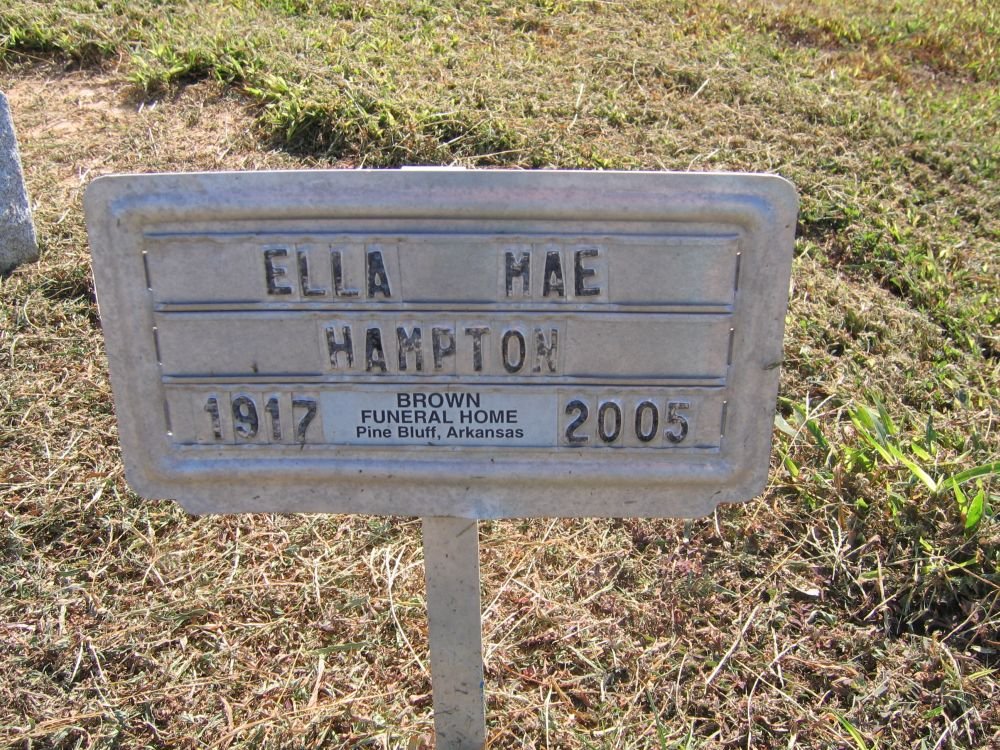 ELLA MAE
HAMPTON
1917 BROWN FUNERAL HOME Pine Bluff, Arkansas 2005